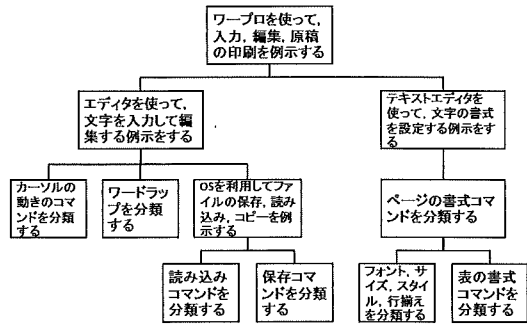 ワープロを使って,
入力, 編集, 原稿
の印刷を例示する
エディタを使って,
文字を入力して編
集する例示をする
テキストエディタを
使って, 文字の書式
を設定する例示をす
る
カーソルの
動きのコマ
ンドを分類
する
ワードラッ
プを分類
する
OSを利用してファ
イルの保存, 読み
込み, コピーを例
示する
ページの書式コマ
ンドを分類する
読み込み
コマンドを
分類する
保存コマ
ンドを分
類する
フォント, サ
イズ, スタイ
ル, 行揃え
を分類する
表の書式
コマンドを
分類する